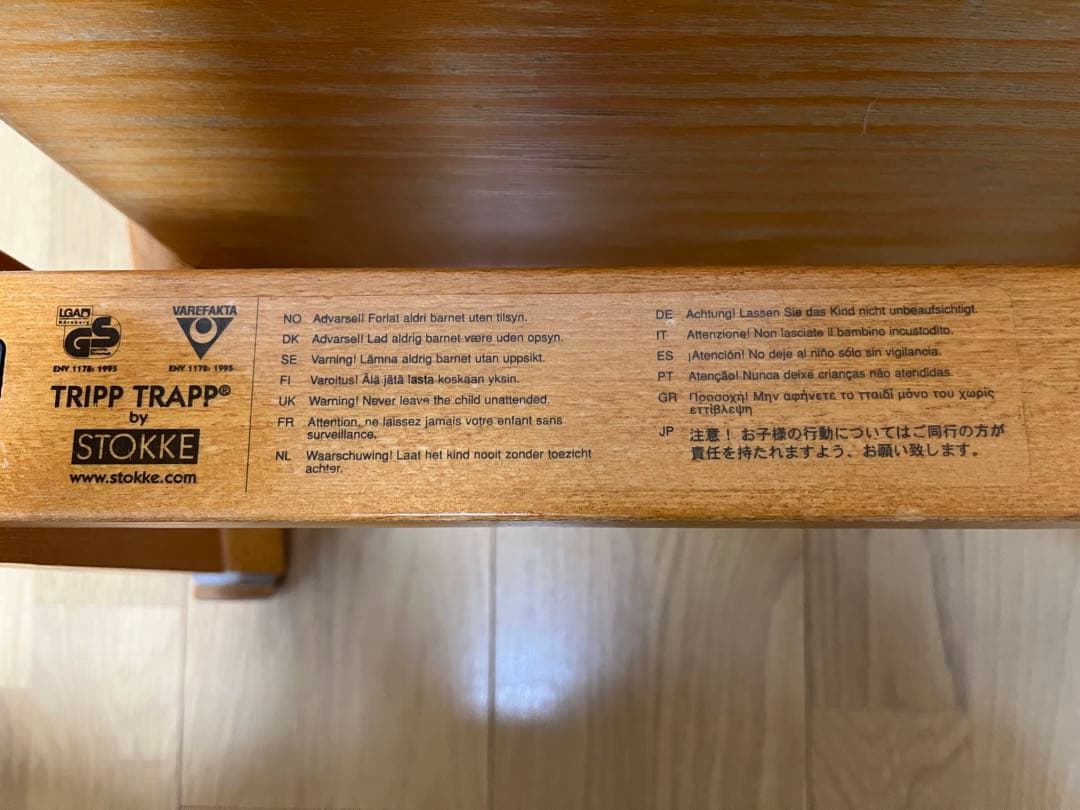 LGA
Nürnberg
GS
ENV 1178: 1995
VAREFAKTA
ENV 1178: 1995
TRIPP TRAPP®
by
STOKKE
www.stokke.com
NO Advarsel! Forlat aldri barnet uten tilsyn.
DK Advarsel! Lad aldrig barnet være uden opsyn.
SE Varning! Lämna aldrig barnet utan uppsikt.
FI Varoitus! Älä jätä lasta koskaan yksin.
UK Warning! Never leave the child unattended.
FR Attention, ne laissez jamais votre enfant sans
surveillance.
NL Waarschuwing! Laat het kind nooit zonder toezicht
achter.
DE Achtung! Lassen Sie das Kind nicht unbeaufsichtigt.
IT Attenzione! Non lasciate il bambino incustodito.
ES ¡Atención! No deje al niño sólo sin vigilancia.
PT Atenção! Nunca deixe crianças não atendidas.
GR Προσοχή! Μην αφήνετε το τταιδί μόνο του χωρίς
εττίβλεψη
JP 注意！お子様の行動についてはご同行の方が
責任を持たれますよう、お願い致します。